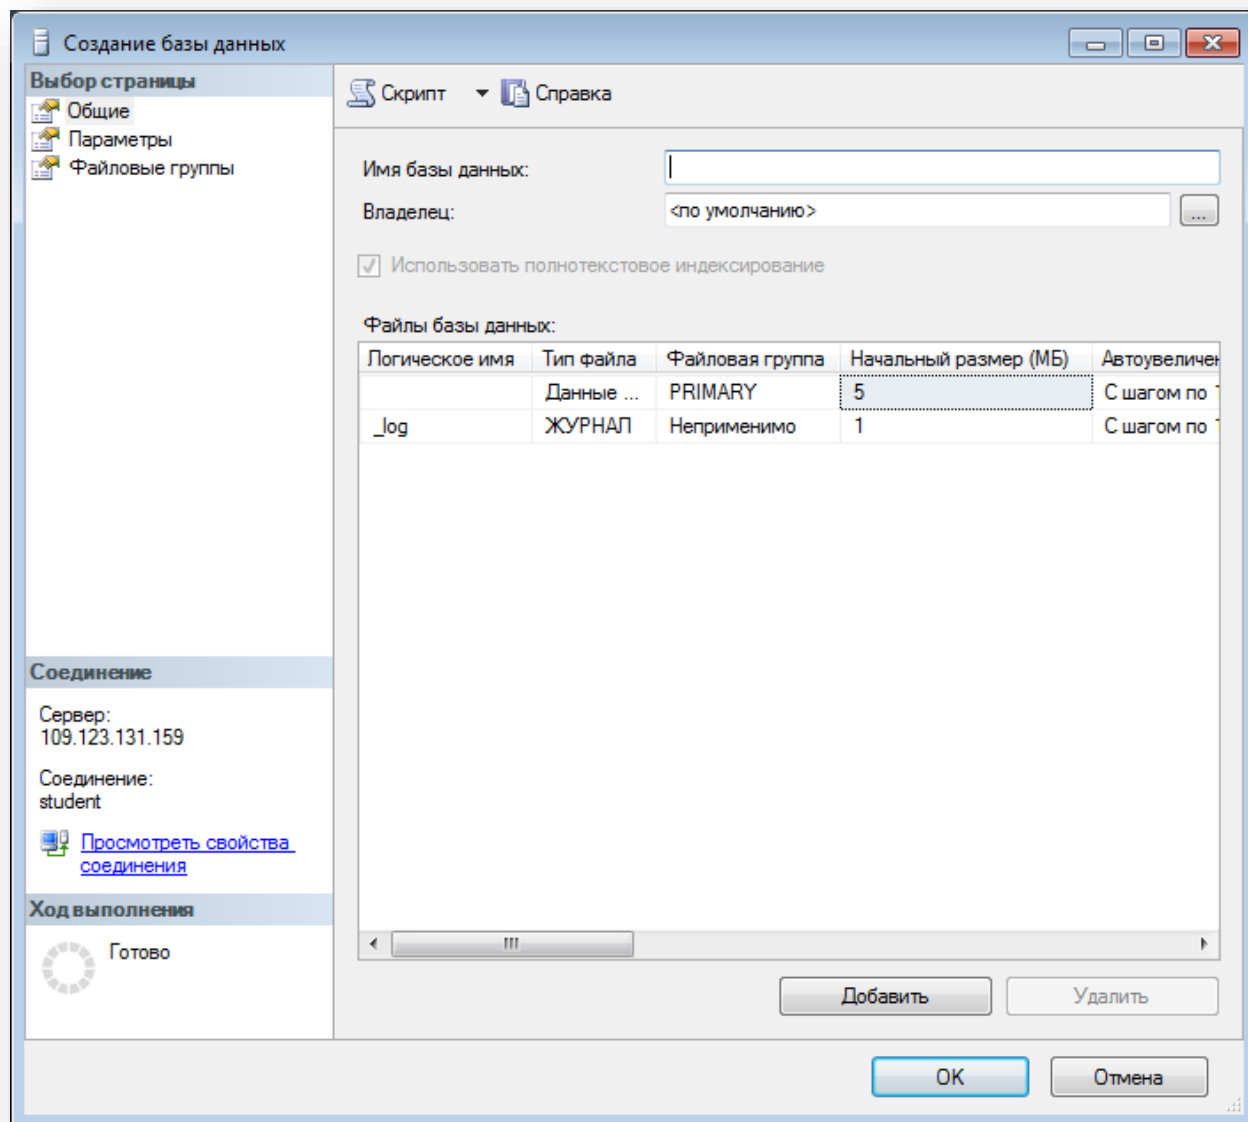 Создание базы данных
Выбор страницы
Общие
Параметры
Файловые группы
Скрипт Справка
Имя базы данных:
Владелец: <по умолчанию> ...
Использовать полнотекстовое индексирование
Файлы базы данных:
Логическое имя Тип файла Файловая группа Начальный размер (МБ) Автоувеличен
Данные ... PRIMARY 5 С шагом по
_log ЖУРНАЛ Неприменимо 1 С шагом по
Соединение
Сервер:
109.123.131.159
Соединение:
student
Просмотреть свойства
соединения
Ход выполнения
Готово
Добавить Удалить
OK Отмена